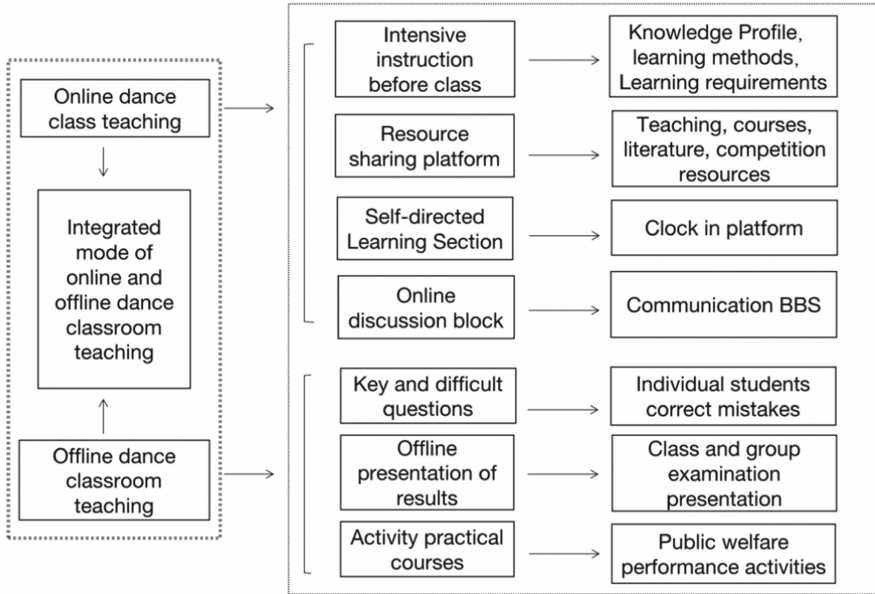 Online dance
class teaching
Integrated
mode of
online and
offline dance
classroom
teaching
Offline dance
classroom
teaching
Intensive
instruction
before class
Knowledge Profile,
learning methods,
Learning requirements
Resource
sharing platform
Teaching, courses,
literature, competition
resources
Self-directed
Learning Section
Clock in platform
Online
discussion block
Communication BBS
Key and difficult
questions
Individual students
correct mistakes
Offline
presentation of
results
Class and group
examination
presentation
Activity practical
courses
Public welfare
performance activities